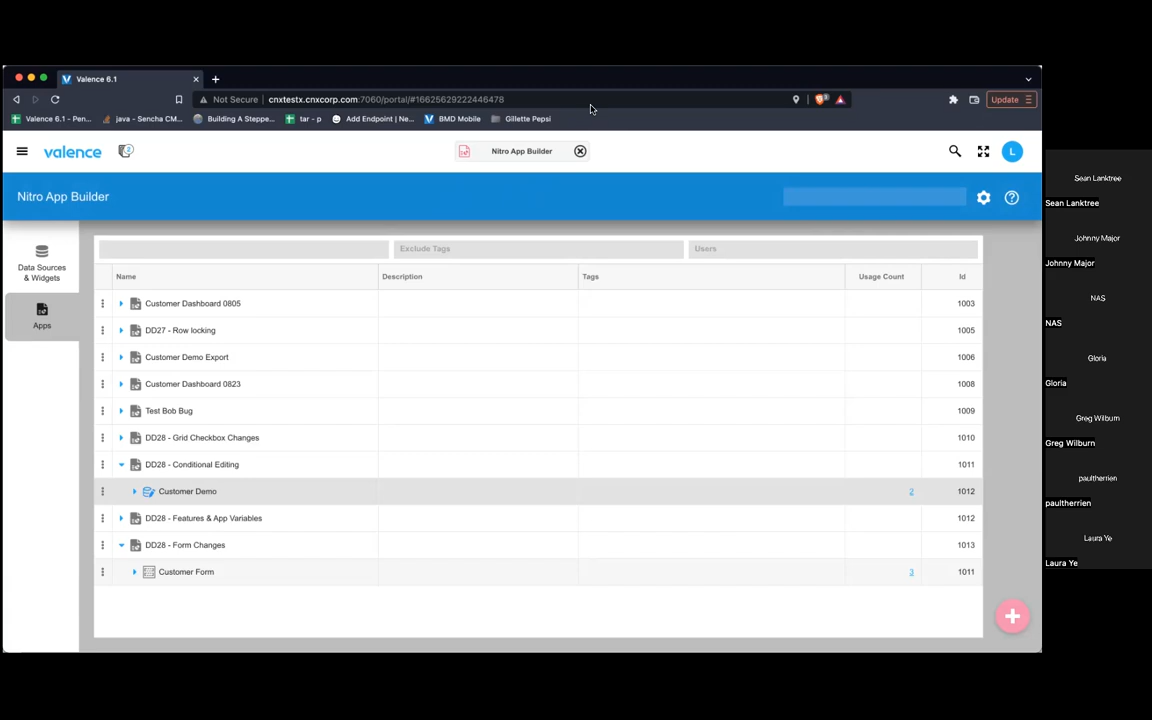 Valence 6.1
Not Secure cnxtestx.cnxcorp.com:7060/portal/#16625629222446478
Update
Valence 6.1 - Pen...
java - Sencha CM...
Building A Steppe...
tar - p
Add Endpoint | Ne...
BMD Mobile
Gillette Pepsi
valence
Nitro App Builder
L
Nitro App Builder
Data Sources
& Widgets
Apps
Exclude Tags
Users
Name Description Tags Usage Count Id
Customer Dashboard 0805 1003
DD27 - Row locking 1005
Customer Demo Export 1006
Customer Dashboard 0823 1008
Test Bob Bug 1009
DD28 - Grid Checkbox Changes 1010
DD28 - Conditional Editing 1011
Customer Demo 2 1012
DD28 - Features & App Variables 1012
DD28 - Form Changes 1013
Customer Form 3 1011
Sean Lanktree
Sean Lanktree
Johnny Major
Johnny Major
NAS
NAS
Gloria
Gloria
Greg Wilburn
Greg Wilburn
paultherrien
paultherrien
Laura Ye
Laura Ye